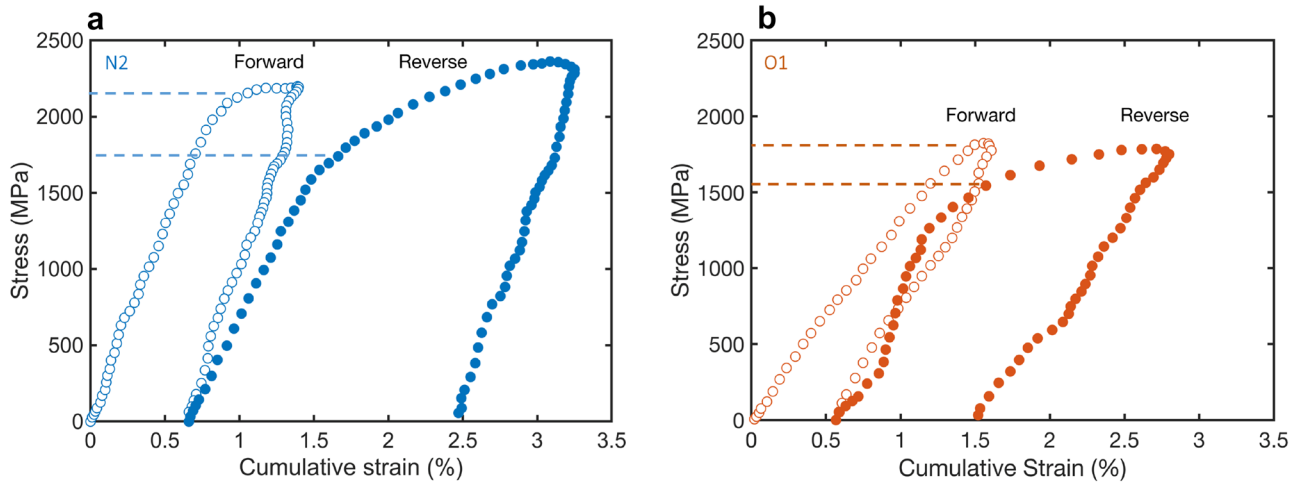 a
N2
Forward
Reverse
2500
2000
1500
1000
500
0
Stress (MPa)
0 0.5 1 1.5 2 2.5 3 3.5
Cumulative strain (%)
b
O1
Forward
Reverse
2500
2000
1500
1000
500
0
Stress (MPa)
0 0.5 1 1.5 2 2.5 3 3.5
Cumulative Strain (%)